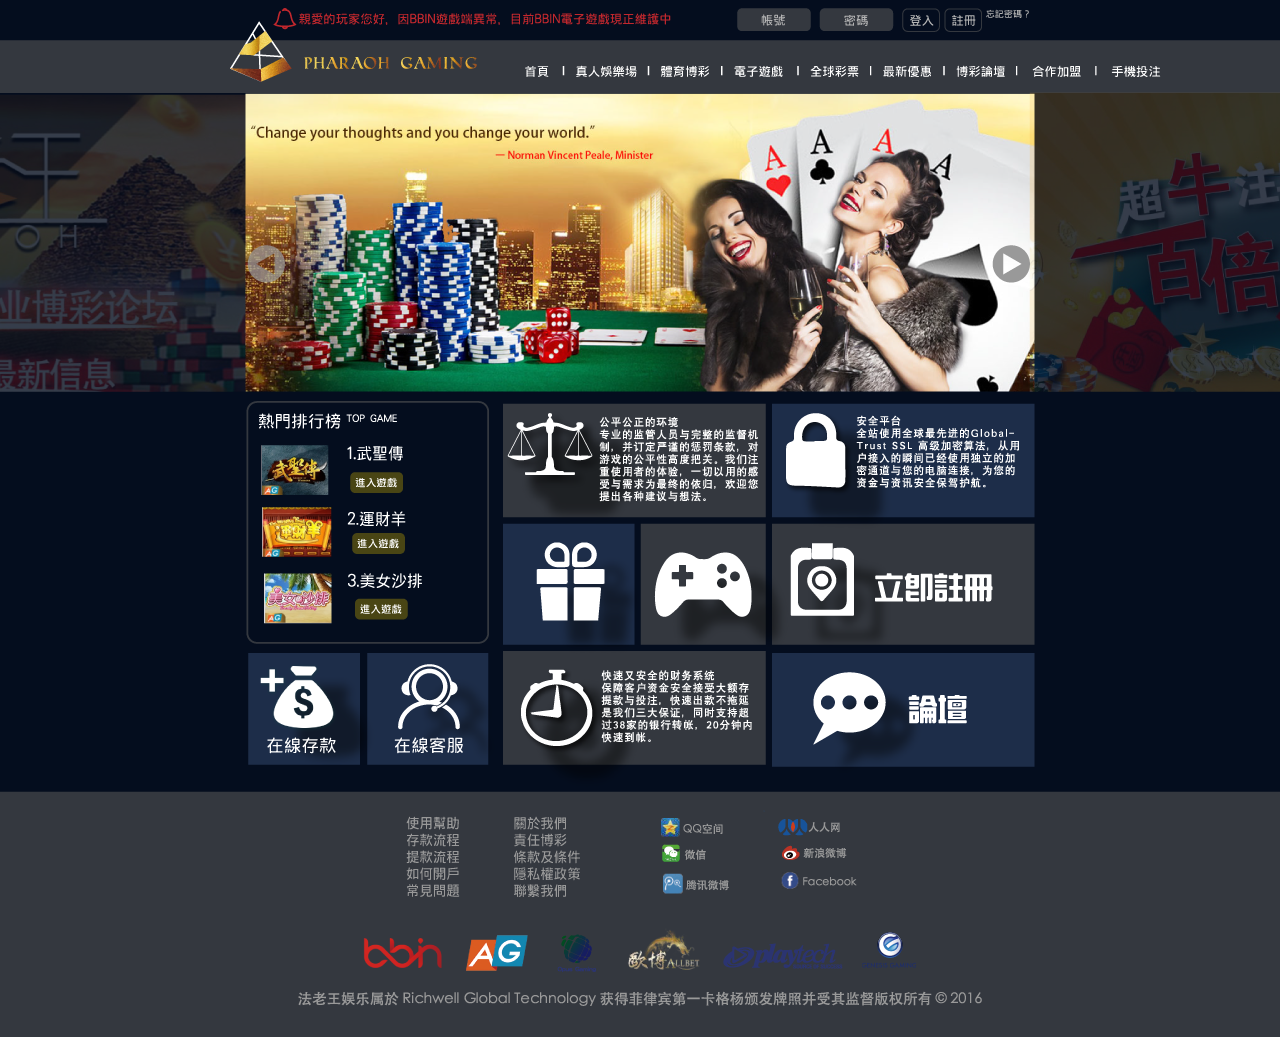 親愛的玩家您好，因BBIN遊戲端異常，目前BBIN電子遊戲現正維護中
帳號 密碼 登入 註冊 忘記密碼？
PHARAOH GAMING
首頁 | 真人娛樂場 | 體育博彩 | 電子遊戲 | 全球彩票 | 最新優惠 | 博彩論壇 | 合作加盟 | 手機投注
“Change your thoughts and you change your world.”
— Norman Vincent Peale, Minister
业博彩论坛
最新信息
超牛注
一百倍
熱門排行榜 TOP GAME
武聖傳
AG
1.武聖傳
進入遊戲
運財羊
AG
2.運財羊
進入遊戲
美女沙排
AG
3.美女沙排
進入遊戲
公平公正的环境
专业的监管人员与完整的监督机
制，并订定严谨的惩罚条款，对
游戏的公平性高度把关。我们注
重使用者的体验，一切以用的感
受与需求为最终的依归，欢迎您
提出各种建议与想法。
安全平台
全站使用全球最先进的Global-
Trust SSL 高级加密算法，从用
户接入的瞬间已经使用独立的加
密通道与您的电脑连接，为您的
资金与资讯安全保驾护航。
立即註冊
在線存款
在線客服
快速又安全的财务系统
保障客户资金安全接受大额存
提款与投注，快速出款不拖延
是我们三大保证，同时支持超
过38家的银行转帐，20分钟内
快速到帐。
論壇
使用幫助
存款流程
提款流程
如何開戶
常見問題
關於我們
責任博彩
條款及條件
隱私權政策
聯繫我們
QQ空间
微信
腾讯微博
人人网
新浪微博
Facebook
bbin
AG
歐博ALLBET
playtech
法老王娱乐属於 Richwell Global Technology 获得菲律宾第一卡格杨颁发牌照并受其监督版权所有 © 2016